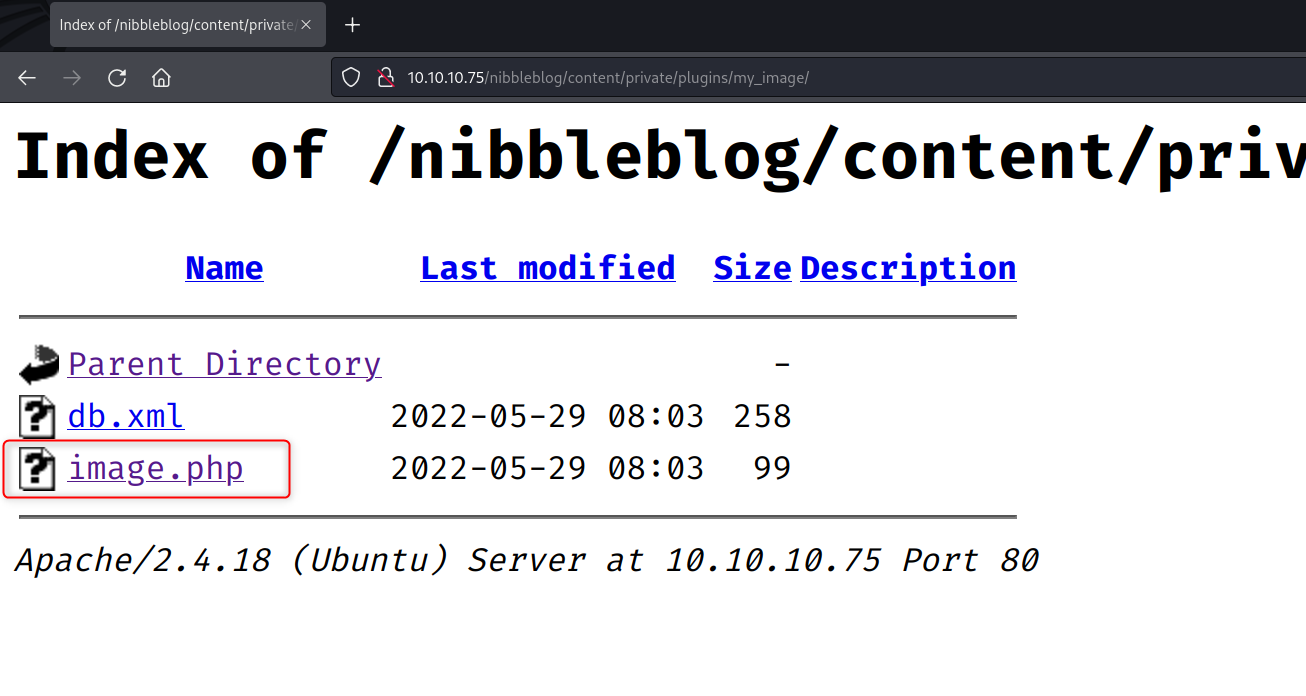 Index of /nibbleblog/content/private/
10.10.10.75/nibbleblog/content/private/plugins/my_image/
Index of /nibbleblog/content/priv
Name Last modified Size Description
Parent Directory -
db.xml 2022-05-29 08:03 258
image.php 2022-05-29 08:03 99
Apache/2.4.18 (Ubuntu) Server at 10.10.10.75 Port 80